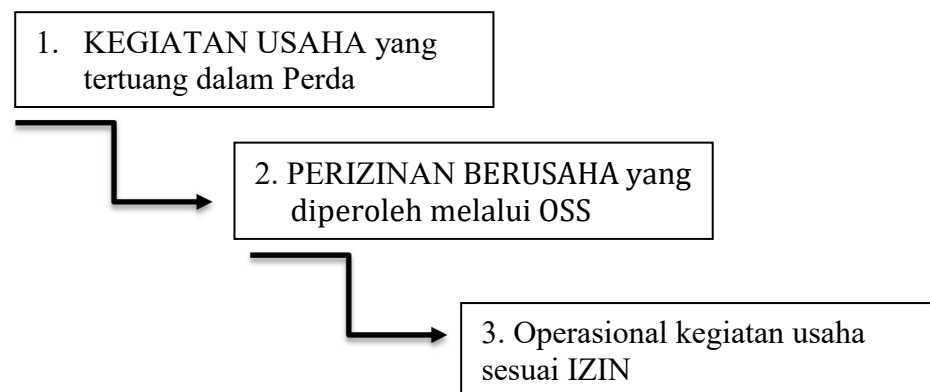 1. KEGIATAN USAHA yang
tertuang dalam Perda
2. PERIZINAN BERUSAHA yang
diperoleh melalui OSS
3. Operasional kegiatan usaha
sesuai IZIN